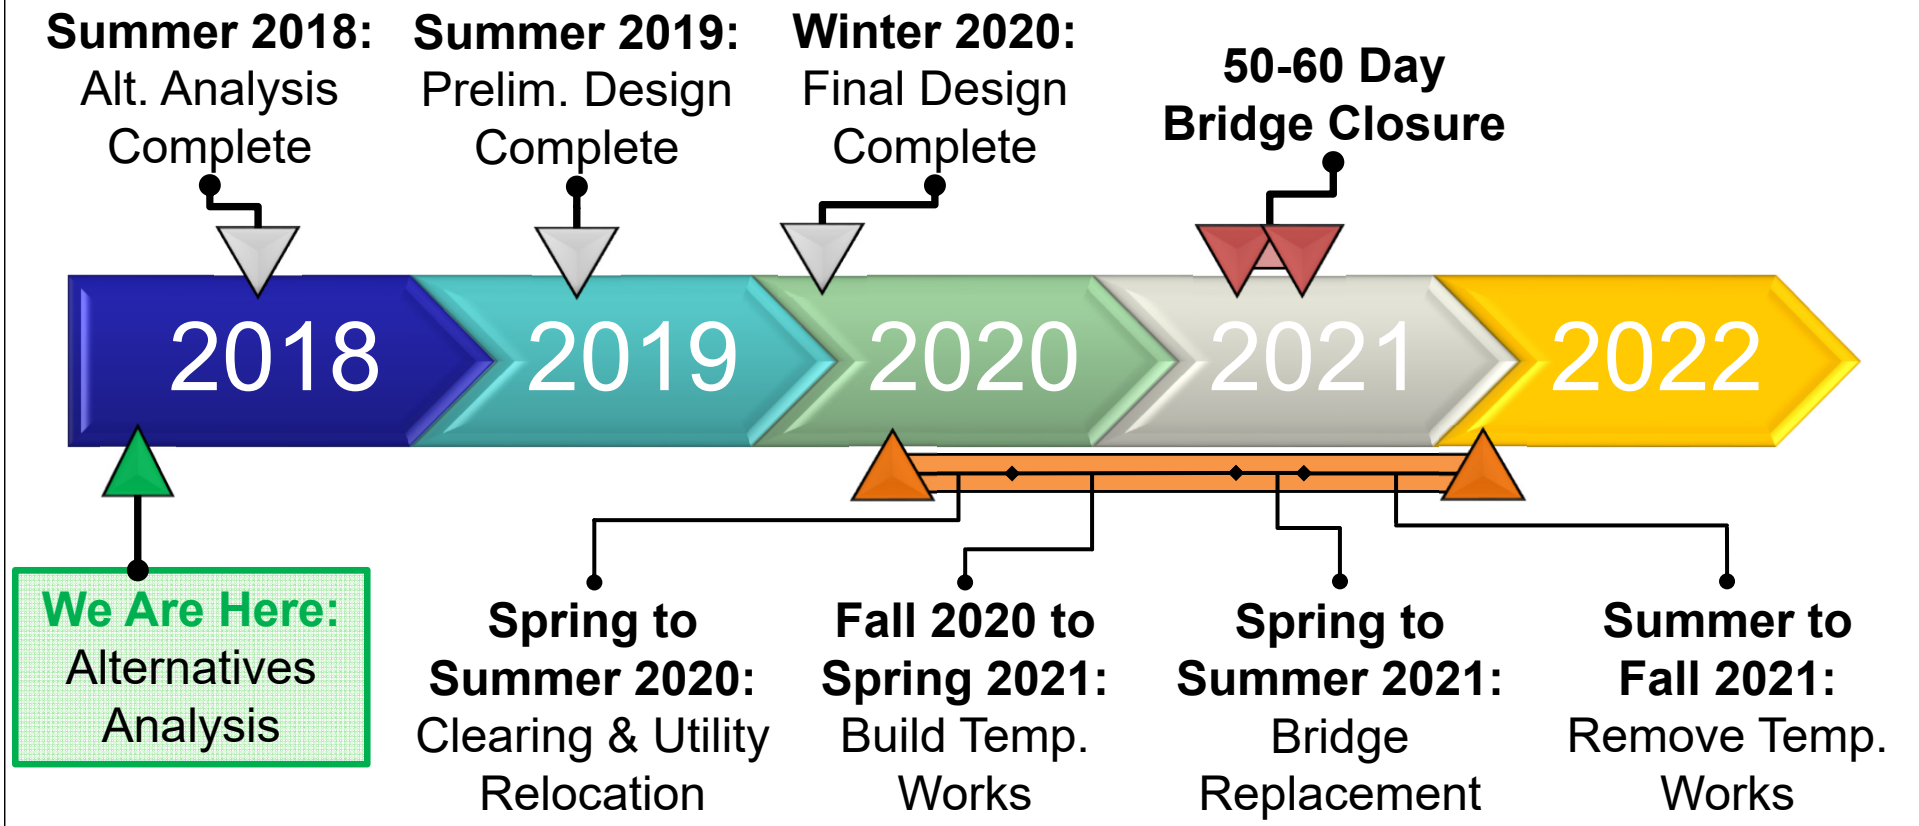 Summer 2018:
Alt. Analysis
Complete
Summer 2019:
Prelim. Design
Complete
Winter 2020:
Final Design
Complete
50-60 Day
Bridge Closure
2018
2019
2020
2021
2022
We Are Here:
Alternatives
Analysis
Spring to
Summer 2020:
Clearing & Utility
Relocation
Fall 2020 to
Spring 2021:
Build Temp.
Works
Spring to
Summer 2021:
Bridge
Replacement
Summer to
Fall 2021:
Remove Temp.
Works